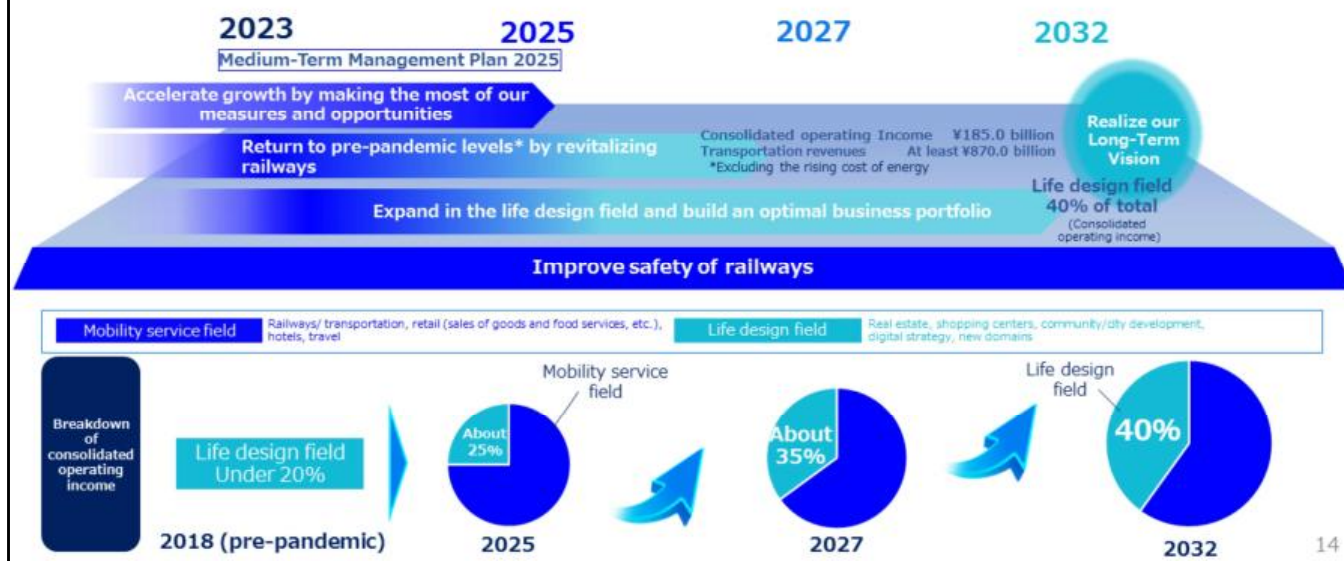 2023
2025
2027
2032
Medium-Term Management Plan 2025
Accelerate growth by making the most of our
measures and opportunities
Return to pre-pandemic levels* by revitalizing
railways
Consolidated operating Income ¥185.0 billion
Transportation revenues At least ¥870.0 billion
*Excluding the rising cost of energy
Realize our
Long-Term
Vision
Expand in the life design field and build an optimal business portfolio
Life design field
40% of total
(Consolidated
operating income)
Improve safety of railways
Mobility service field
Railways/ transportation, retail (sales of goods and food services, etc.),
hotels, travel
Life design field
Real estate, shopping centers, community/city development,
digital strategy, new domains
Breakdown
of
consolidated
operating
income
Life design field
Under 20%
2018 (pre-pandemic)
Mobility service
field
About
25%
2025
About
35%
2027
Life design
field
40%
2032
14